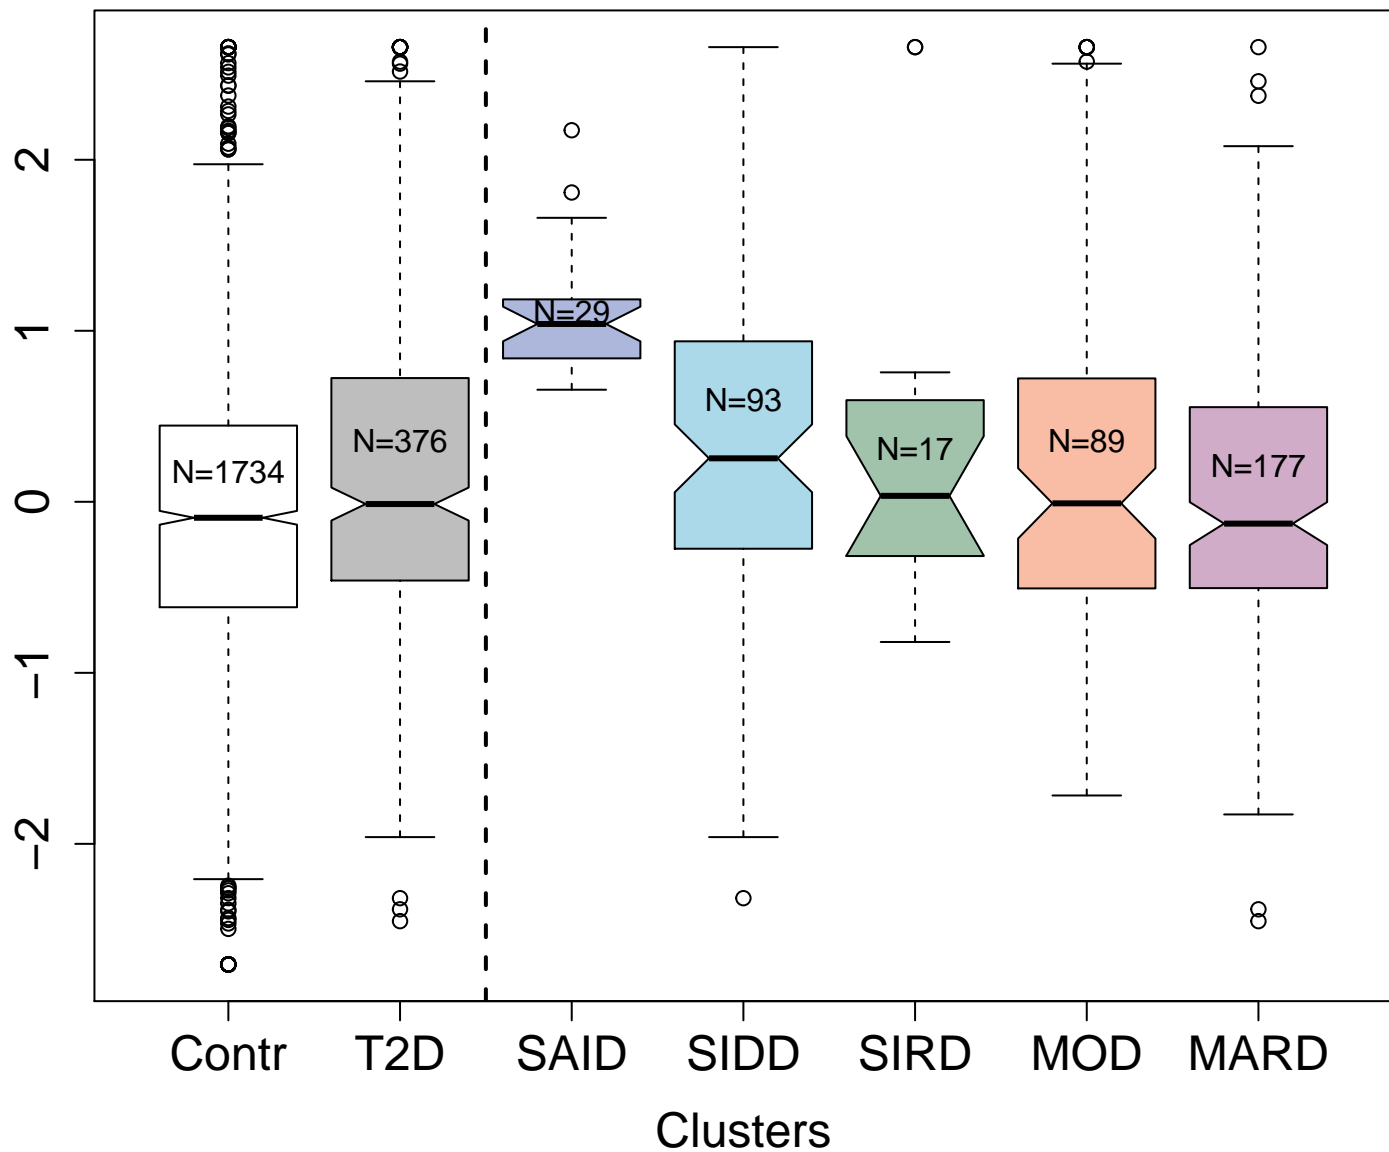 2
1
0
−1
−2
N=1734
N=376
N=29
N=93
N=17
N=89
N=177
Contr T2D SAID SIDD SIRD MOD MARD
Clusters